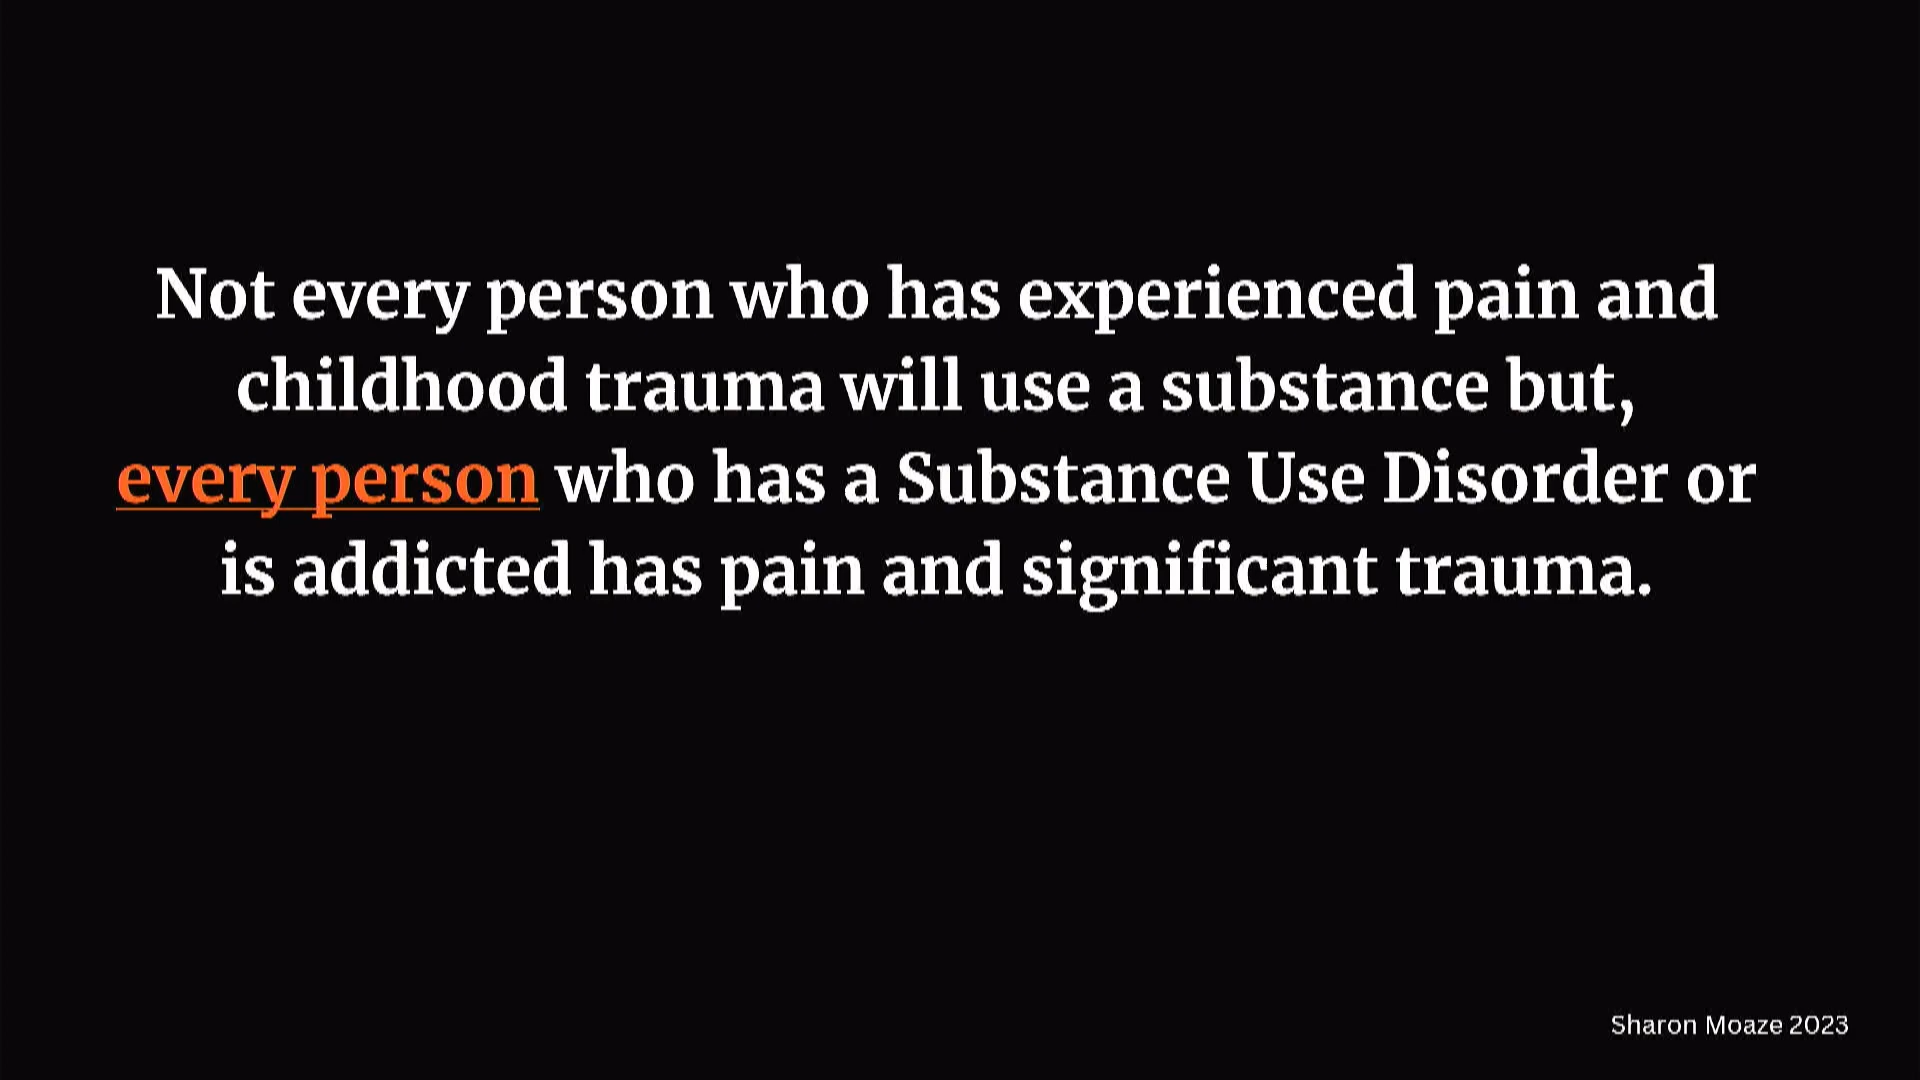 Not every person who has experienced pain and
childhood trauma will use a substance but,
every person who has a Substance Use Disorder or
is addicted has pain and significant trauma.
Sharon Moaze 2023